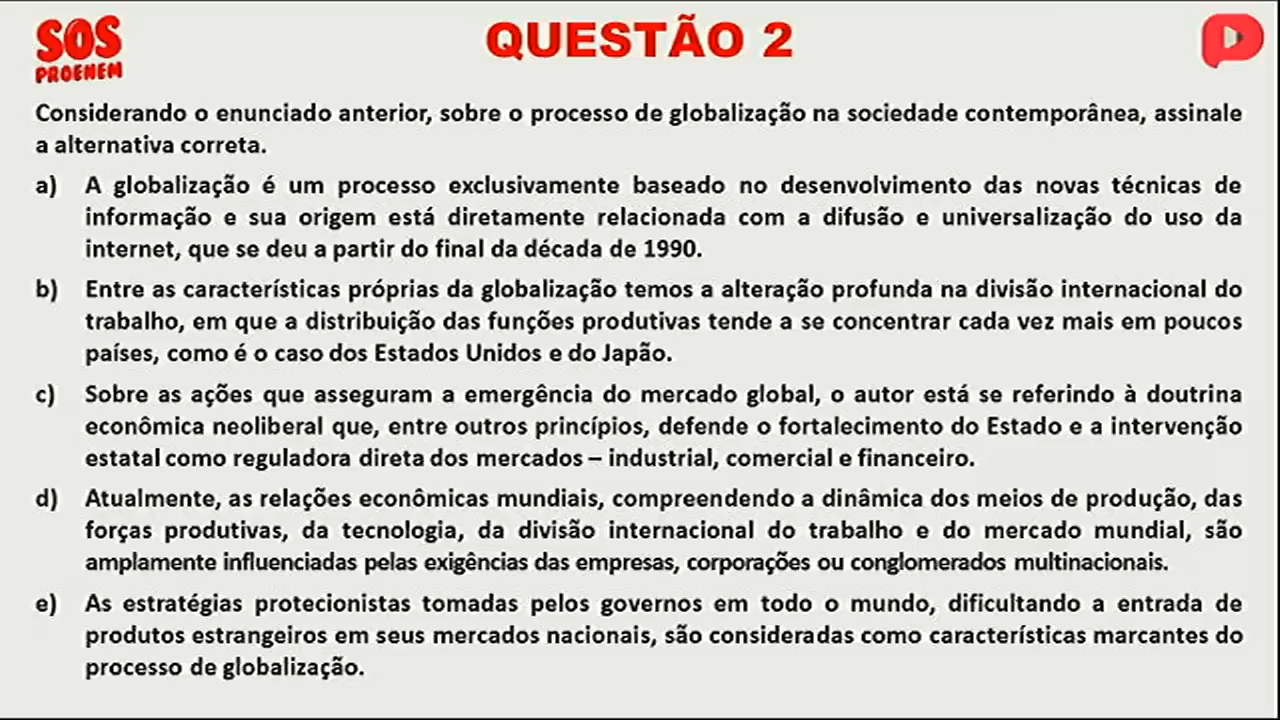 SOS
PROENEM
QUESTÃO 2
Considerando o enunciado anterior, sobre o processo de globalização na sociedade contemporânea, assinale
a alternativa correta.
a) A globalização é um processo exclusivamente baseado no desenvolvimento das novas técnicas de
informação e sua origem está diretamente relacionada com a difusão e universalização do uso da
internet, que se deu a partir do final da década de 1990.
b) Entre as características próprias da globalização temos a alteração profunda na divisão internacional do
trabalho, em que a distribuição das funções produtivas tende a se concentrar cada vez mais em poucos
países, como é o caso dos Estados Unidos e do Japão.
c) Sobre as ações que asseguram a emergência do mercado global, o autor está se referindo à doutrina
econômica neoliberal que, entre outros princípios, defende o fortalecimento do Estado e a intervenção
estatal como reguladora direta dos mercados – industrial, comercial e financeiro.
d) Atualmente, as relações econômicas mundiais, compreendendo a dinâmica dos meios de produção, das
forças produtivas, da tecnologia, da divisão internacional do trabalho e do mercado mundial, são
amplamente influenciadas pelas exigências das empresas, corporações ou conglomerados multinacionais.
e) As estratégias protecionistas tomadas pelos governos em todo o mundo, dificultando a entrada de
produtos estrangeiros em seus mercados nacionais, são consideradas como características marcantes do
processo de globalização.